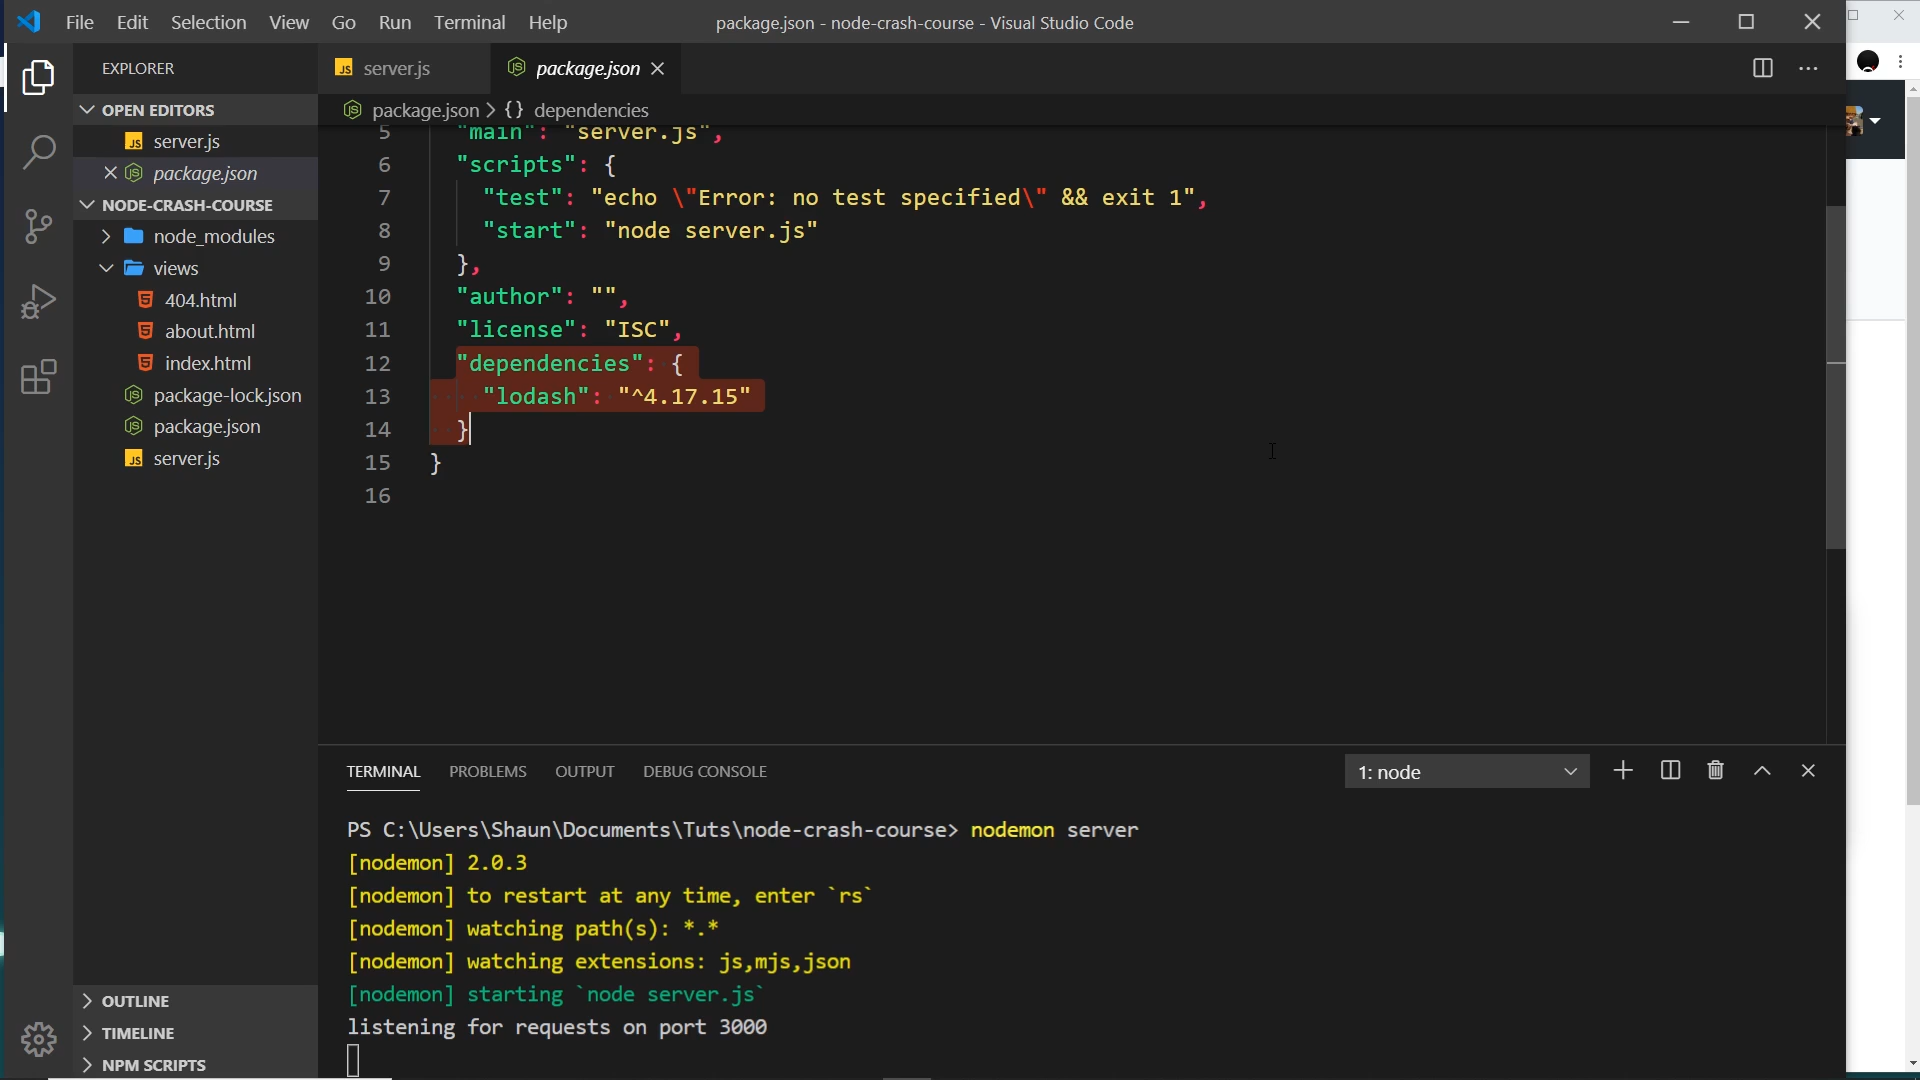 File Edit Selection View Go Run Terminal Help
package.json - node-crash-course - Visual Studio Code
EXPLORER
OPEN EDITORS
JS server.js
JS package.json
NODE-CRASH-COURSE
node_modules
views
404.html
about.html
index.html
package-lock.json
package.json
JS server.js
OUTLINE
TIMELINE
NPM SCRIPTS
JS server.js
package.json
package.json > {} dependencies
5 "main": "server.js",
6 "scripts": {
7 "test": "echo \"Error: no test specified\" && exit 1",
8 "start": "node server.js"
9 },
10 "author": "",
11 "license": "ISC",
12 "dependencies": {
13 "lodash": "^4.17.15"
14 }
15 }
16
TERMINAL PROBLEMS OUTPUT DEBUG CONSOLE
1: node
PS C:\Users\Shaun\Documents\Tuts\node-crash-course> nodemon server
[nodemon] 2.0.3
[nodemon] to restart at any time, enter `rs`
[nodemon] watching path(s): *.*
[nodemon] watching extensions: js,mjs,json
[nodemon] starting `node server.js`
listening for requests on port 3000